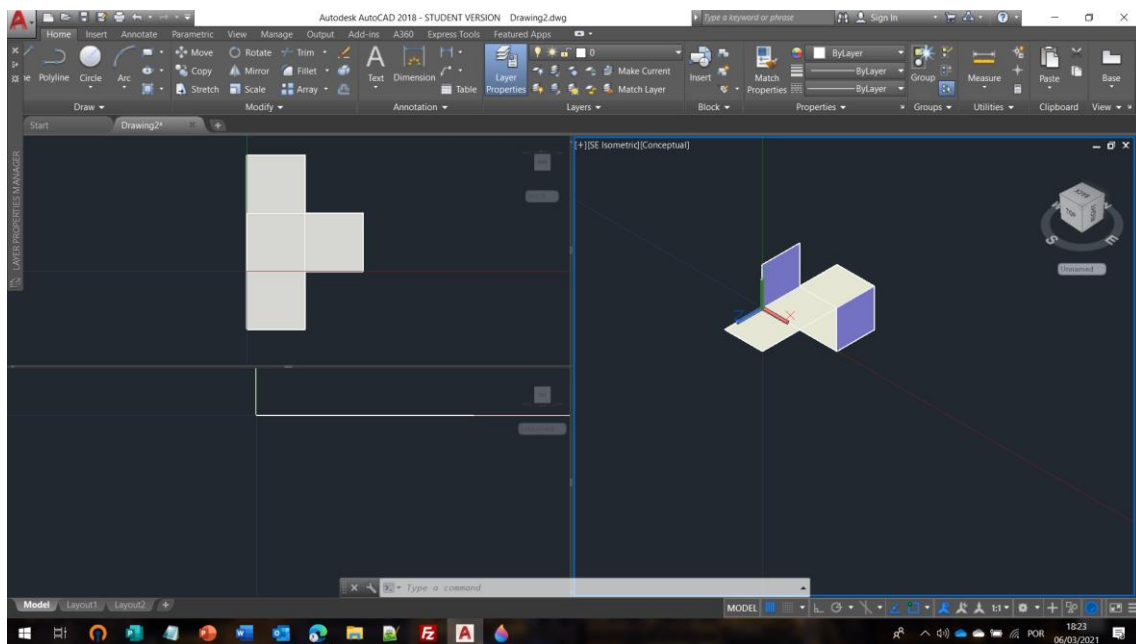 Autodesk AutoCAD 2018 - STUDENT VERSION Drawing2.dwg
Type a keyword or phrase
Sign In
Home Insert Annotate Parametric View Manage Output Add-ins A360 Express Tools Featured Apps
Polyline Circle Arc
Move Rotate Trim
Copy Mirror Fillet
Stretch Scale Array
Text Dimension
Table
Layer Properties
0
Make Current
Match Layer
Insert
Match Properties
ByLayer
ByLayer
ByLayer
Group
Measure
Paste
Base
Draw Modify Annotation Layers Block Properties Groups Utilities Clipboard View
Start Drawing2*
LAYER PROPERTIES MANAGER
[+][SE Isometric][Conceptual]
BACK
TOP
RIGHT
S
E
Unnamed
Z
X
Type a command
Model Layout1 Layout2
MODEL
1:1
POR
18:23
06/03/2021